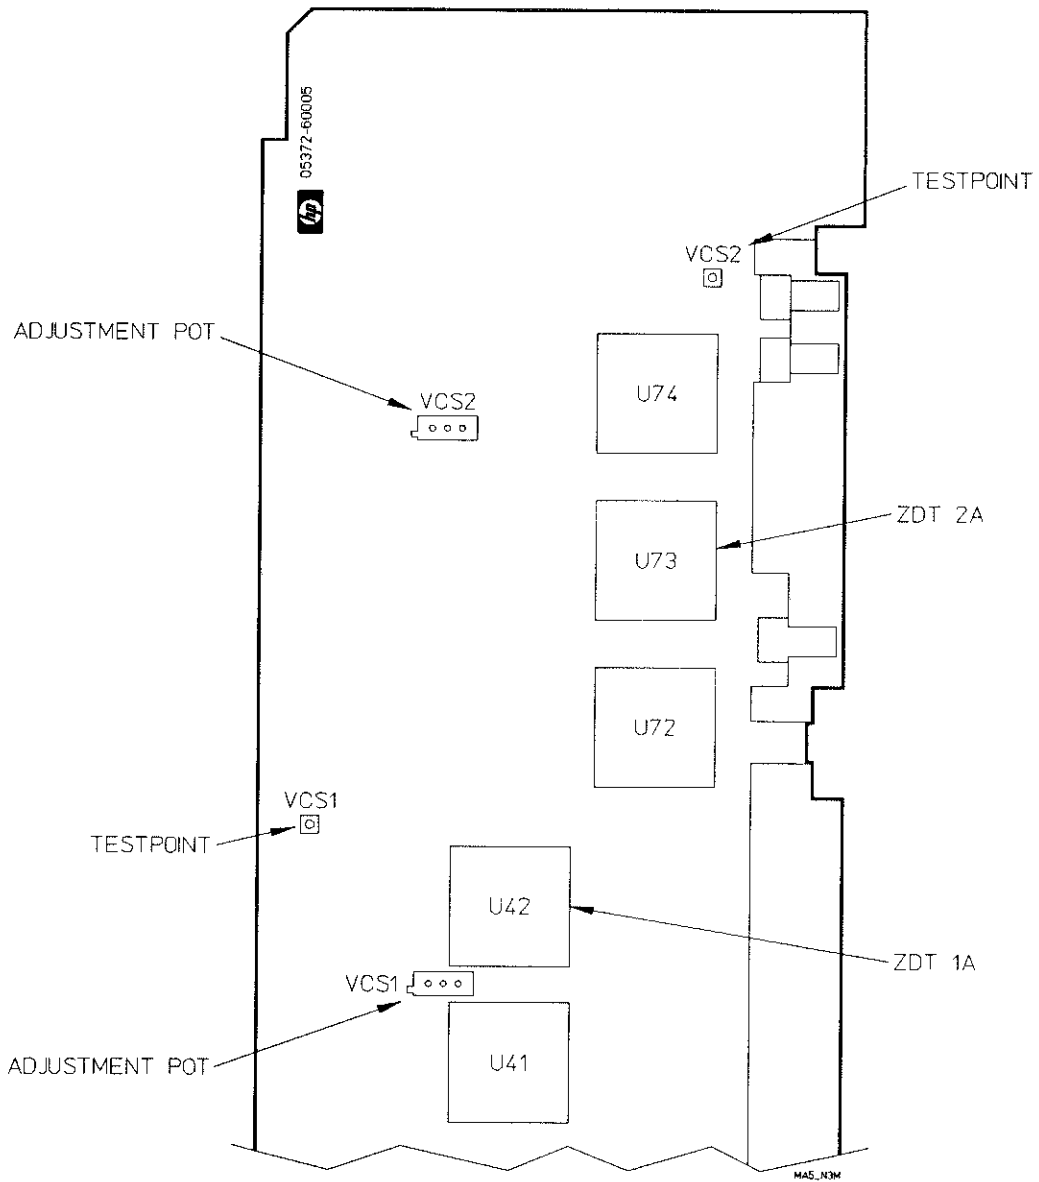 05372-60005
hp
TESTPOINT
VCS2
ADJUSTMENT POT
VCS2
U74
ZDT 2A
U73
U72
VCS1
TESTPOINT
U42
ZDT 1A
VCS1
ADJUSTMENT POT
U41
MA5_N3M